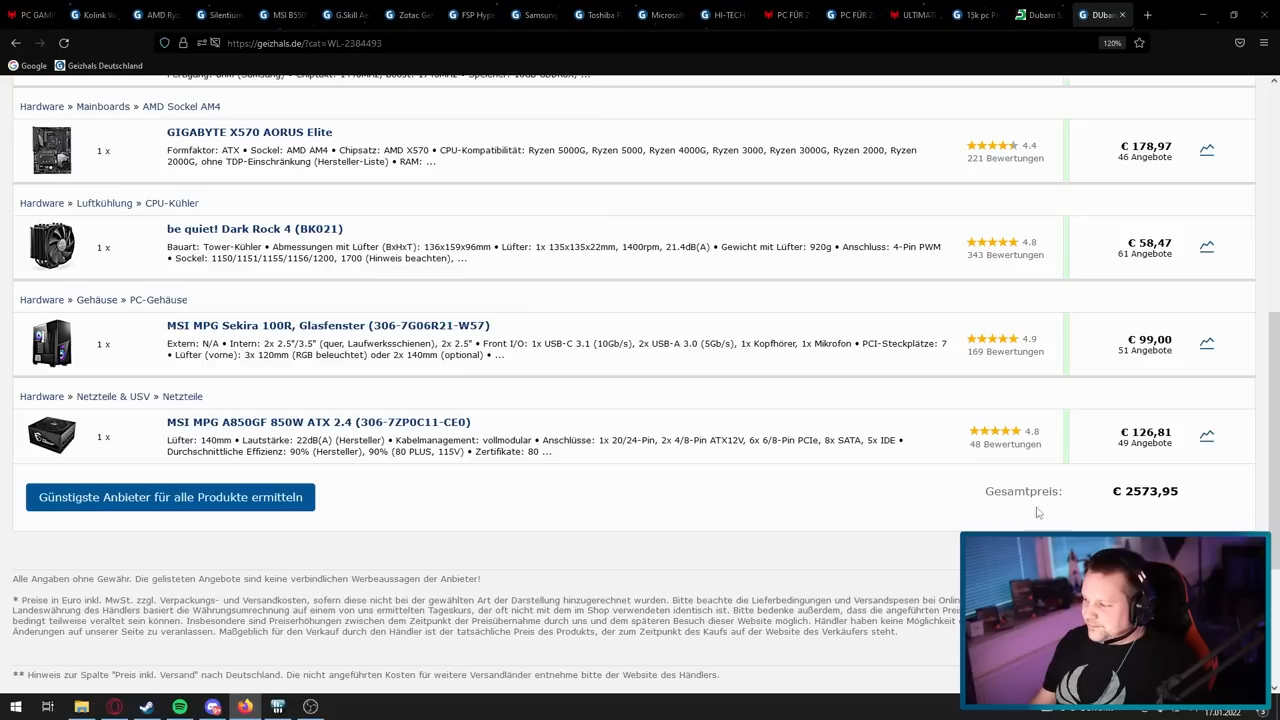 PC GAMI
Kolink Vo
AMD Ryz
Silentium
MSI B550
G.Skill Ae
Zotac Gef
FSP Hype
Samsung
Toshiba P
Microsof
HI-TECH
PC FÜR Z
PC FÜR Z
ULTIMATI
15k pc P
Dubaro S
DUbar
https://geizhals.de/?cat=WL-2384493
120%
Google
Geizhals Deutschland
Hardware » Mainboards » AMD Sockel AM4
GIGABYTE X570 AORUS Elite
1 x
Formfaktor: ATX • Sockel: AMD AM4 • Chipsatz: AMD X570 • CPU-Kompatibilität: Ryzen 5000G, Ryzen 5000, Ryzen 4000G, Ryzen 3000, Ryzen 3000G, Ryzen 2000, Ryzen
2000G, ohne TDP-Einschränkung (Hersteller-Liste) • RAM: ...
4.4
221 Bewertungen
€ 178,97
46 Angebote
Hardware » Luftkühlung » CPU-Kühler
be quiet! Dark Rock 4 (BK021)
1 x
Bauart: Tower-Kühler • Abmessungen mit Lüfter (BxHxT): 136x159x96mm • Lüfter: 1x 135x135x22mm, 1400rpm, 21.4dB(A) • Gewicht mit Lüfter: 920g • Anschluss: 4-Pin PWM
• Sockel: 1150/1151/1155/1156/1200, 1700 (Hinweis beachten), ...
4.8
343 Bewertungen
€ 58,47
61 Angebote
Hardware » Gehäuse » PC-Gehäuse
MSI MPG Sekira 100R, Glasfenster (306-7G06R21-W57)
1 x
Extern: N/A • Intern: 2x 2.5"/3.5" (quer, Laufwerksschienen), 2x 2.5" • Front I/O: 1x USB-C 3.1 (10Gb/s), 2x USB-A 3.0 (5Gb/s), 1x Kopfhörer, 1x Mikrofon • PCI-Steckplätze: 7
• Lüfter (vorne): 3x 120mm (RGB beleuchtet) oder 2x 140mm (optional) • ...
4.9
169 Bewertungen
€ 99,00
51 Angebote
Hardware » Netzteile & USV » Netzteile
MSI MPG A850GF 850W ATX 2.4 (306-7ZP0C11-CE0)
1 x
Lüfter: 140mm • Lautstärke: 22dB(A) (Hersteller) • Kabelmanagement: vollmodular • Anschlüsse: 1x 20/24-Pin, 2x 4/8-Pin ATX12V, 6x 6/8-Pin PCIe, 8x SATA, 5x IDE •
Durchschnittliche Effizienz: 90% (Hersteller), 90% (80 PLUS, 115V) • Zertifikate: 80 ...
4.8
48 Bewertungen
€ 126,81
49 Angebote
Günstigste Anbieter für alle Produkte ermitteln
Gesamtpreis:
€ 2573,95
Alle Angaben ohne Gewähr. Die gelisteten Angebote sind keine verbindlichen Werbeaussagen der Anbieter!
* Preise in Euro inkl. MwSt. zzgl. Verpackungs- und Versandkosten, sofern diese nicht bei der gewählten Art der Darstellung hinzugerechnet wurden. Bitte beachte die Lieferbedingungen und Versandspesen bei Onlin
Landeswährung des Händlers basiert die Währungsumrechnung auf einem von uns ermittelten Tageskurs, der oft nicht mit dem im Shop verwendeten identisch ist. Bitte bedenke außerdem, dass die angeführten Prei
bedingt teilweise veraltet sein können. Insbesondere sind Preiserhöhungen zwischen dem Zeitpunkt der Preisübernahme durch uns und dem späteren Besuch dieser Website möglich. Händler haben keine Möglichkeit
Änderungen auf unserer Seite zu veranlassen. Maßgeblich für den Verkauf durch den Händler ist der tatsächliche Preis des Produkts, der zum Zeitpunkt des Kaufs auf der Website des Verkäufers steht.
** Hinweis zur Spalte "Preis inkl. Versand" nach Deutschland. Die nicht angeführten Kosten für weitere Versandländer entnehme bitte der Website des Händlers.
17.01.2022